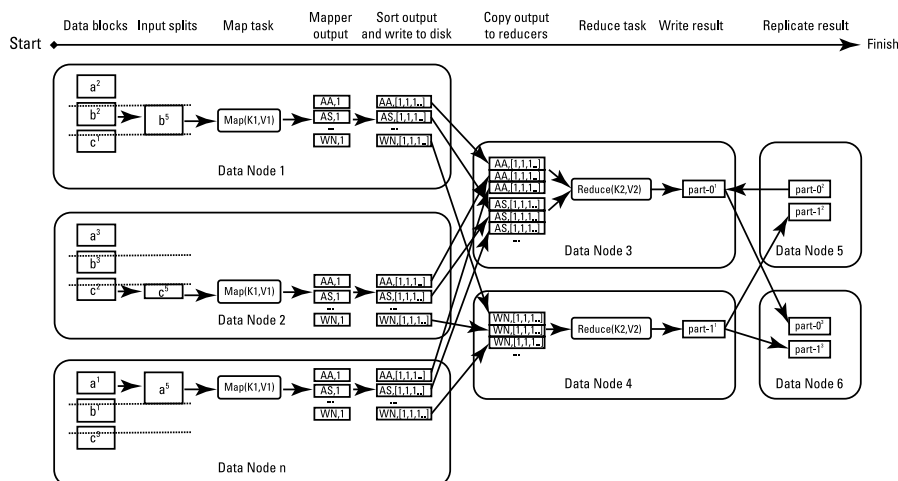 Data blocks Input splits Map task Mapper output Sort output and write to disk Copy output to reducers Reduce task Write result Replicate result
Start Finish
a²
b²
c¹
b⁵
Map(K1,V1)
AA,1
AS,1
...
WN,1
AA,[1,1,1..]
AS,[1,1,1..]
...
WN,[1,1,1..]
Data Node 1
a³
b³
c²
c⁵
Map(K1,V1)
AA,1
AS,1
...
WN,1
AA,[1,1,1..]
AS,[1,1,1..]
...
WN,[1,1,1..]
Data Node 2
a¹
b¹
c³
a⁵
Map(K1,V1)
AA,1
AS,1
...
WN,1
AA,[1,1,1..]
AS,[1,1,1..]
...
WN,[1,1,1..]
Data Node n
AA,[1,1,1..]
AA,[1,1,1..]
AA,[1,1,1..]
AS,[1,1,1..
AS,[1,1,1..
AS,[1,1,1..
...
Reduce(K2,V2)
part-0¹
Data Node 3
WN,[1,1,1..
WN,[1,1,1..
WN,[1,1,1..
...
Reduce(K2,V2)
part-1¹
Data Node 4
part-0²
part-1²
Data Node 5
part-0²
part-1³
Data Node 6